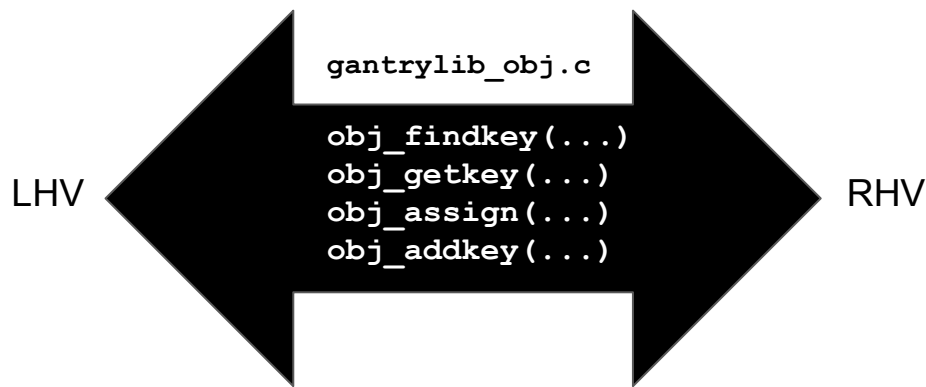 gantrylib_obj.c
obj_findkey(...)
obj_getkey(...)
LHV
RHV
obj_assign(...)
obj_addkey(...)